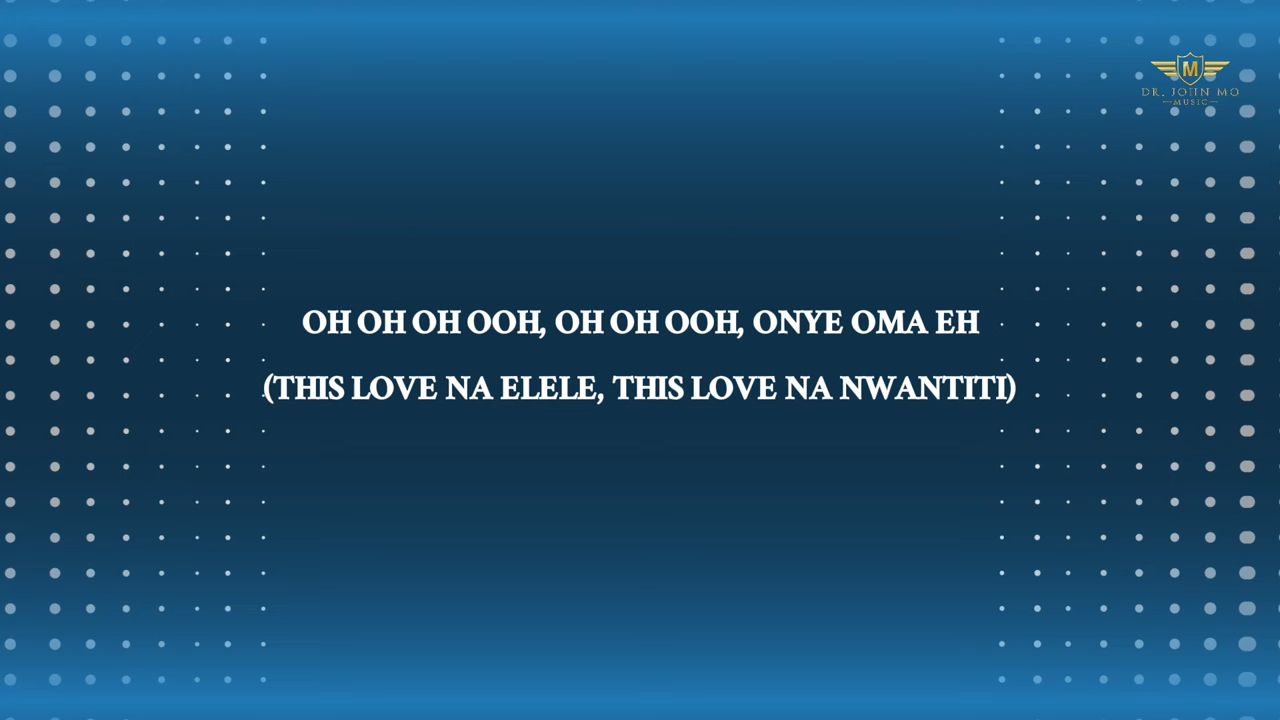 M
DR. JOHN MO
MUSIC
OH OH OH OOH, OH OH OOH, ONYE OMA EH
(THIS LOVE NA ELELE, THIS LOVE NA NWANTITI)